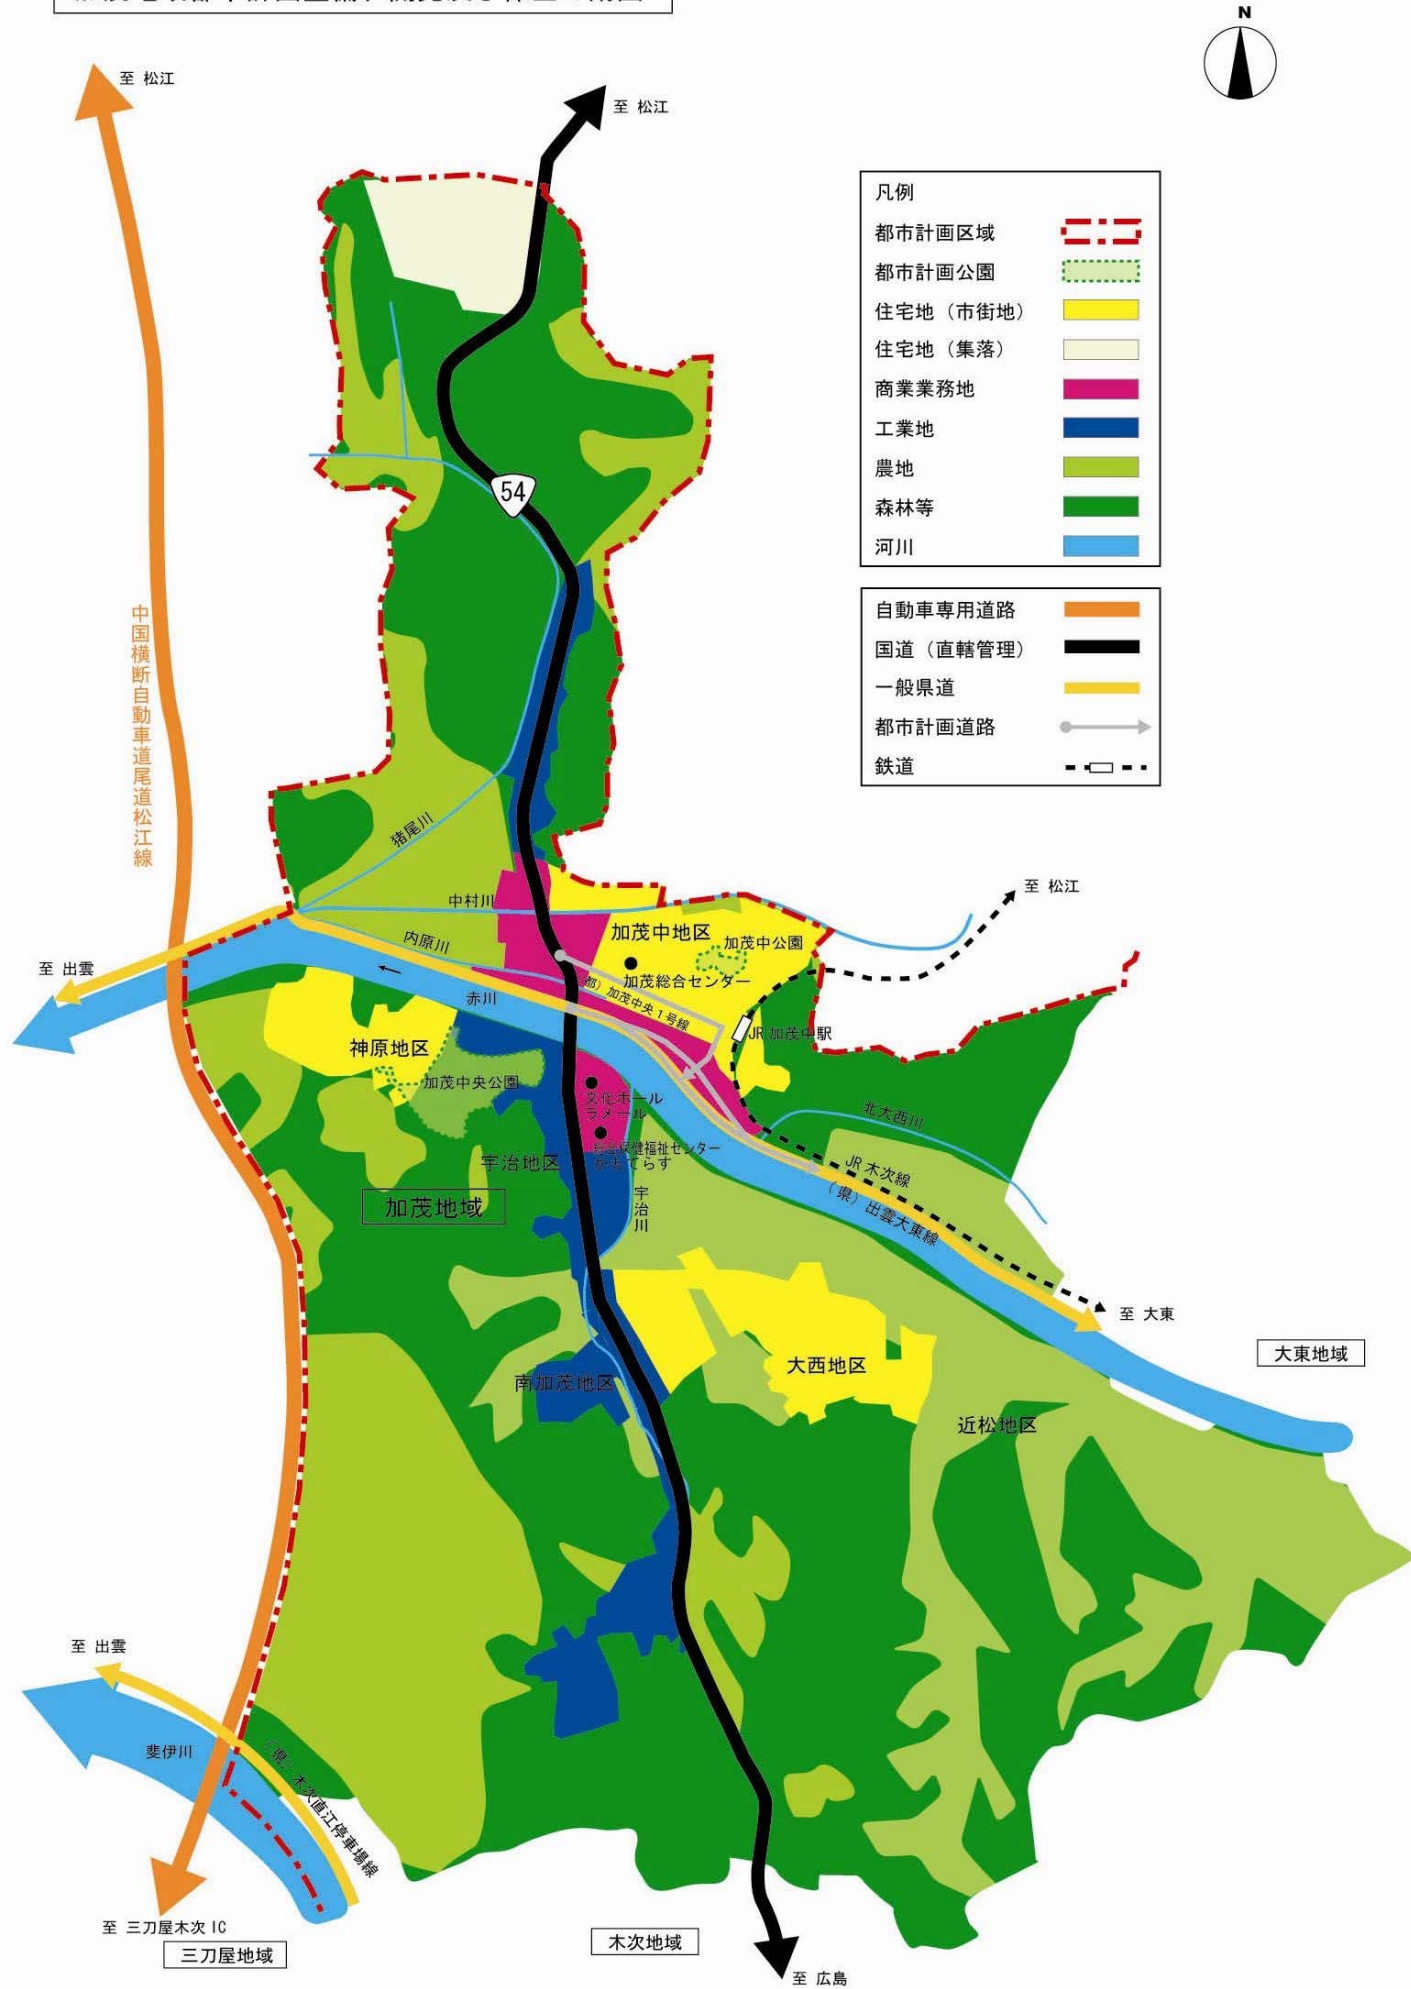 N
至 松江
至 松江
凡例
都市計画区域
都市計画公園
住宅地（市街地）
住宅地（集落）
商業業務地
工業地
農地
森林等
河川
54
自動車専用道路
国道（直轄管理）
一般県道
都市計画道路
鉄道
中国横断自動車道尾道松江線
猪尾川
至 松江
中村川
加茂中地区
内原川
加茂中公園
至 出雲
加茂総合センター
赤川
都）加茂中央１号線
JR 加茂中駅
神原地区
加茂中央公園
文化ホール
ラメール
北大西川
保健福祉センター
宇治地区
JR 木次線
加茂地域
宇治川
（県）出雲大東線
至 大東
大東地域
大西地区
南加茂地区
近松地区
至 出雲
斐伊川
（県）木次直江停車場線
至 三刀屋木次 IC
三刀屋地域
木次地域
至 広島